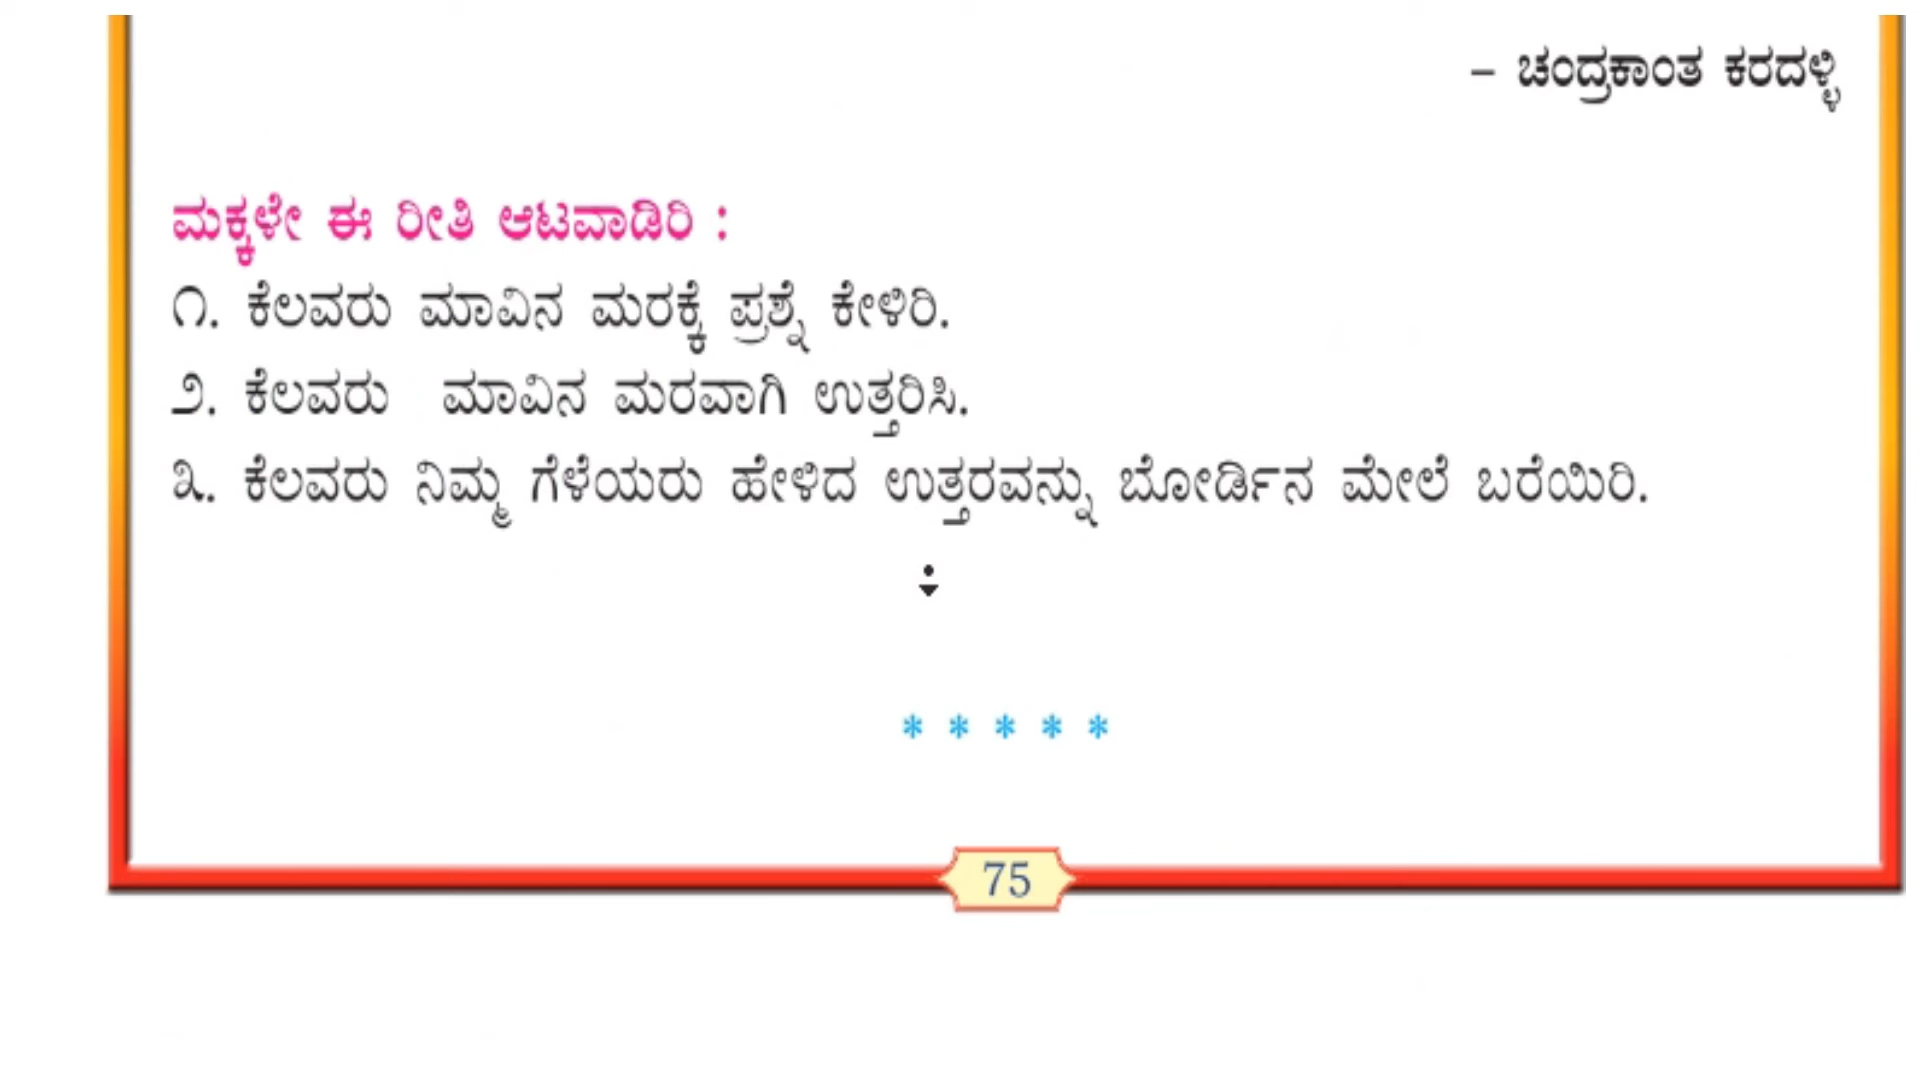 – ಚಂದ್ರಕಾಂತ ಕರದಳ್ಳಿ
ಮಕ್ಕಳೇ ಈ ರೀತಿ ಆಟವಾಡಿರಿ :
೧. ಕೆಲವರು ಮಾವಿನ ಮರಕ್ಕೆ ಪ್ರಶ್ನೆ ಕೇಳಿರಿ.
೨. ಕೆಲವರು ಮಾವಿನ ಮರವಾಗಿ ಉತ್ತರಿಸಿ.
೩. ಕೆಲವರು ನಿಮ್ಮ ಗೆಳೆಯರು ಹೇಳಿದ ಉತ್ತರವನ್ನು ಬೋರ್ಡಿನ ಮೇಲೆ ಬರೆಯಿರಿ.
* * * * *
75